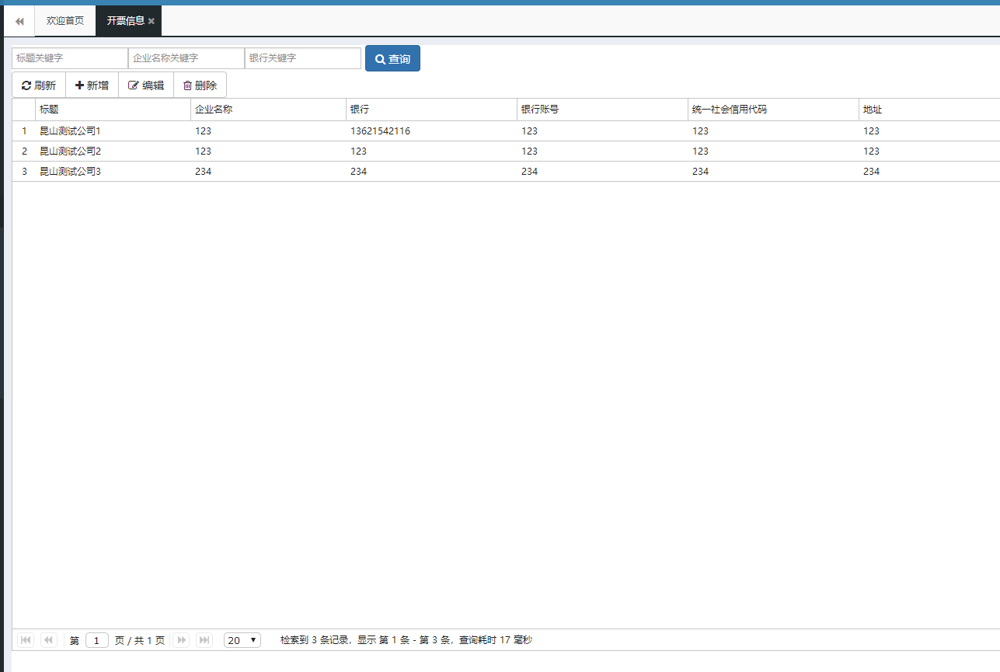 欢迎首页 开票信息
标题关键字 企业名称关键字 银行关键字 查询
刷新 新增 编辑 删除
标题 企业名称 银行 银行账号 统一社会信用代码 地址
1 昆山测试公司1 123 13621542116 123 123 123
2 昆山测试公司2 123 123 123 123 123
3 昆山测试公司3 234 234 234 234 234
第 1 页 / 共 1 页 20 检索到 3 条记录，显示 第 1 条 - 第 3 条，查询耗时 17 毫秒